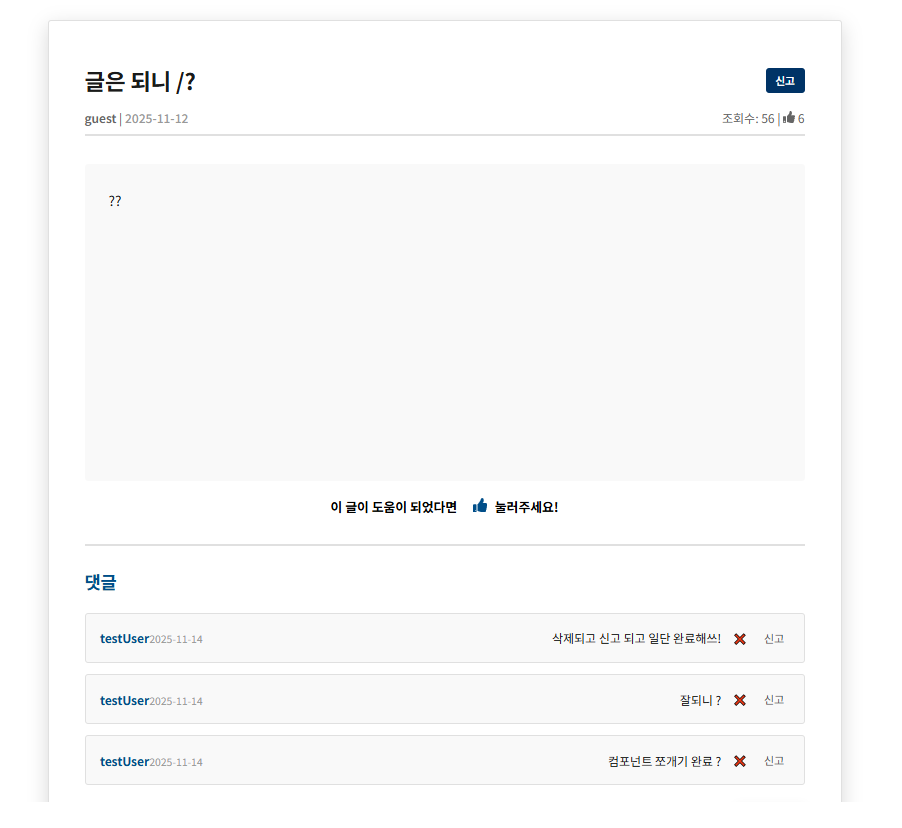 글은 되니 /?
신고
guest | 2025-11-12
조회수: 56 | 6
??
이 글이 도움이 되었다면 눌러주세요!
댓글
testUser2025-11-14 삭제되고 신고 되고 일단 완료해쓰! 신고
testUser2025-11-14 잘되니 ? 신고
testUser2025-11-14 컴포넌트 쪼개기 완료 ? 신고